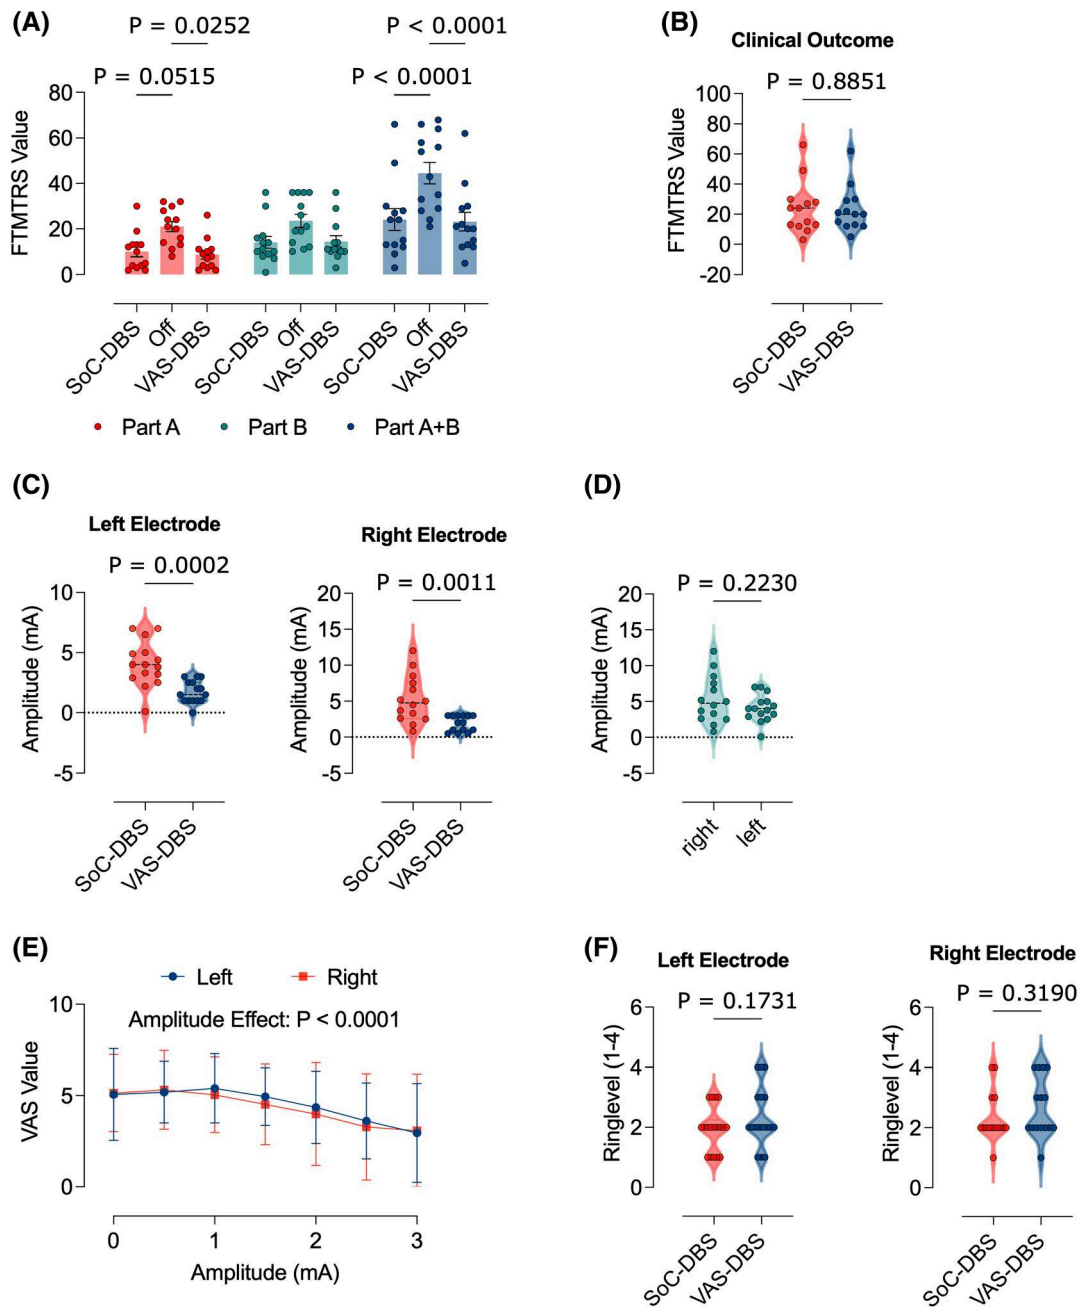 (A)
P = 0.0252
P < 0.0001
P = 0.0515
P < 0.0001
FTMTRS Value
80
60
40
20
0
SoC-DBS
Off
VAS-DBS
SoC-DBS
Off
VAS-DBS
SoC-DBS
Off
VAS-DBS
Part A
Part B
Part A+B
(B)
Clinical Outcome
P = 0.8851
FTMTRS Value
100
80
60
40
20
0
-20
SoC-DBS
VAS-DBS
(C)
Left Electrode
P = 0.0002
Amplitude (mA)
10
5
0
-5
SoC-DBS
VAS-DBS
Right Electrode
P = 0.0011
Amplitude (mA)
20
15
10
5
0
-5
SoC-DBS
VAS-DBS
(D)
P = 0.2230
Amplitude (mA)
20
15
10
5
0
-5
right
left
(E)
Left
Right
Amplitude Effect: P < 0.0001
VAS Value
10
5
0
0
1
2
3
Amplitude (mA)
(F)
Left Electrode
P = 0.1731
Ringlevel (1-4)
6
4
2
0
SoC-DBS
VAS-DBS
Right Electrode
P = 0.3190
Ringlevel (1-4)
6
4
2
0
SoC-DBS
VAS-DBS